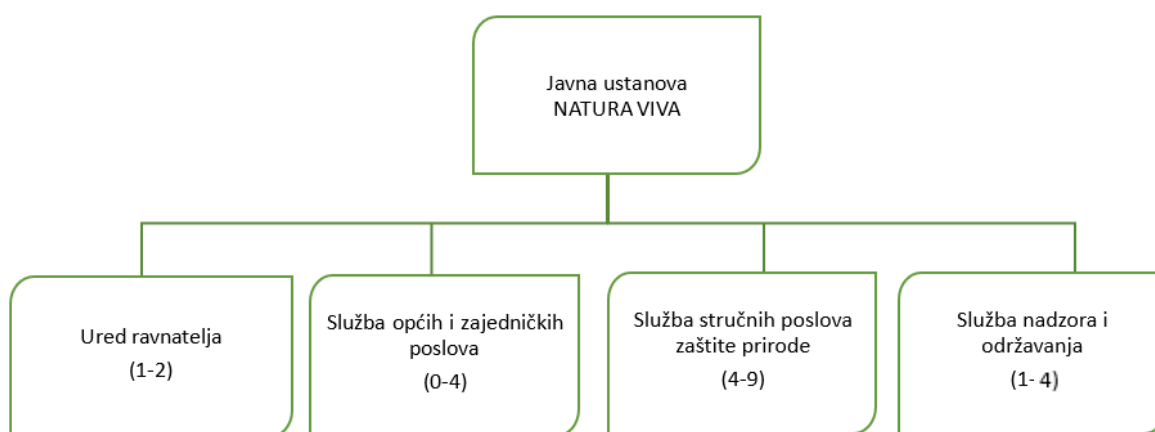 Javna ustanova
NATURA VIVA
Ured ravnatelja
(1-2)
Služba općih i zajedničkih
poslova
(0-4)
Služba stručnih poslova
zaštite prirode
(4-9)
Služba nadzora i
održavanja
(1- 4)